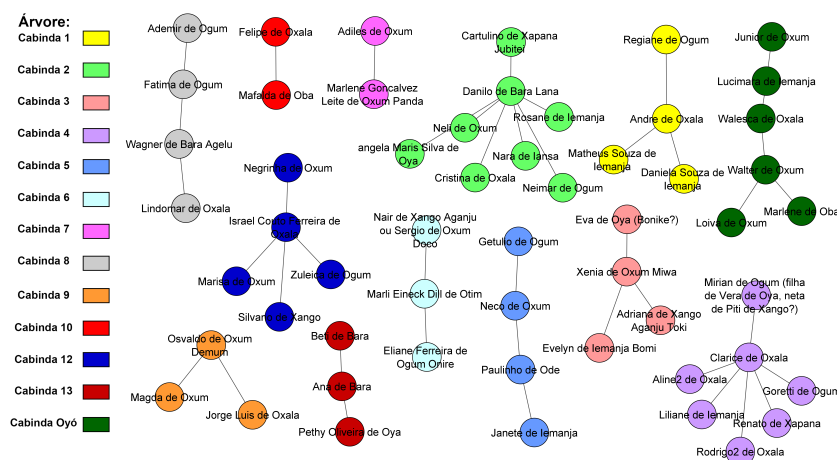 Árvore:
Cabinda 1
Cabinda 2
Cabinda 3
Cabinda 4
Cabinda 5
Cabinda 6
Cabinda 7
Cabinda 8
Cabinda 9
Cabinda 10
Cabinda 12
Cabinda 13
Cabinda Oyó
Ademir de Ogum
Fatima de Ogum
Wagner de Bara Agelu
Lindomar de Oxala
Felipe de Oxala
Mafalda de Oba
Adiles de Oxum
Marlene Goncalvez
Leite de Oxum Panda
Cartulino de Xapana
Jubitei
Danilo de Bara Lana
Rosane de Iemanja
Neli de Oxum
angela Maris Silva de
Oya
Nara de Iansa
Cristina de Oxala
Neimar de Ogum
Regiane de Ogum
Andre de Oxala
Matheus Souza de
Iemanja
Daniela Souza de
Iemanja
Junior de Oxum
Lucimara de Iemanja
Walesca de Oxala
Walter de Oxum
Loiva de Oxum
Marlene de Oba
Negrinha de Oxum
Israel Couto Ferreira de
Marisa de Oxum
Zuleica de Ogum
Silvana de Xango
Nair de Xango Aganju
ou Sergio de Oxum
Doco
Marli Eineck Dill de Otim
Eliane Ferreira de
Ogum Onire
Getulio de Ogum
Neco de Oxum
Paulinho de Ode
Janete de Iemanja
Eva de Oya (Bonike?)
Xenia de Oxum Miwa
Adriana de Xango
Aganju Toki
Evelyn de Iemanja Bomi
Mirian de Ogum (filha
de Vera de Oya, neta
de Piti de Xango?)
Clarice de Oxala
Aline2 de Oxala
Goretti de Ogum
Liliane de Iemanja
Renato de Xapana
Rodrigo2 de Oxala
Osvaldo de Oxum
Demum
Magda de Oxum
Jorge Luis de Oxala
Beti de Bara
Ana de Bara
Pethy Oliveira de Oya